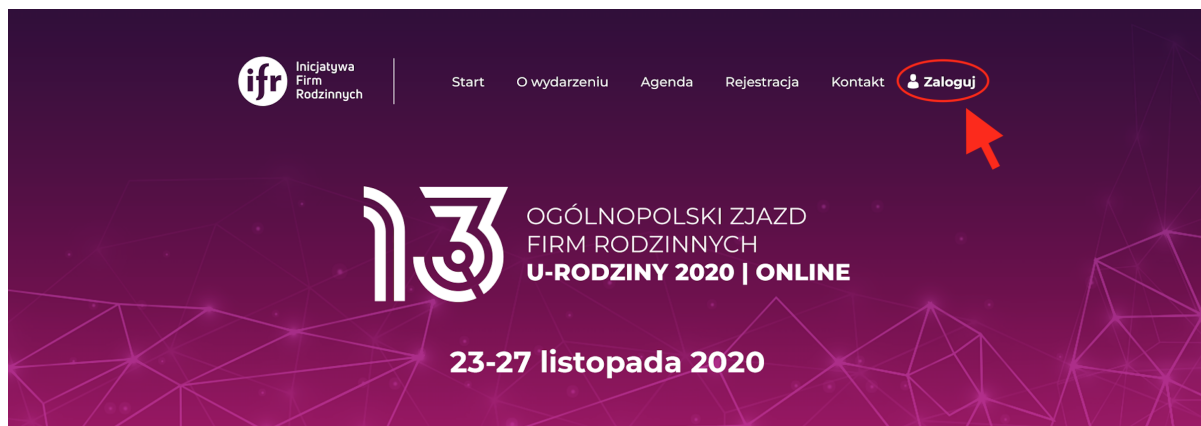 ifr
Inicjatywa
Firm
Rodzinnych
Start O wydarzeniu Agenda Rejestracja Kontakt Zaloguj
13
OGÓLNOPOLSKI ZJAZD
FIRM RODZINNYCH
U-RODZINY 2020 | ONLINE
23-27 listopada 2020